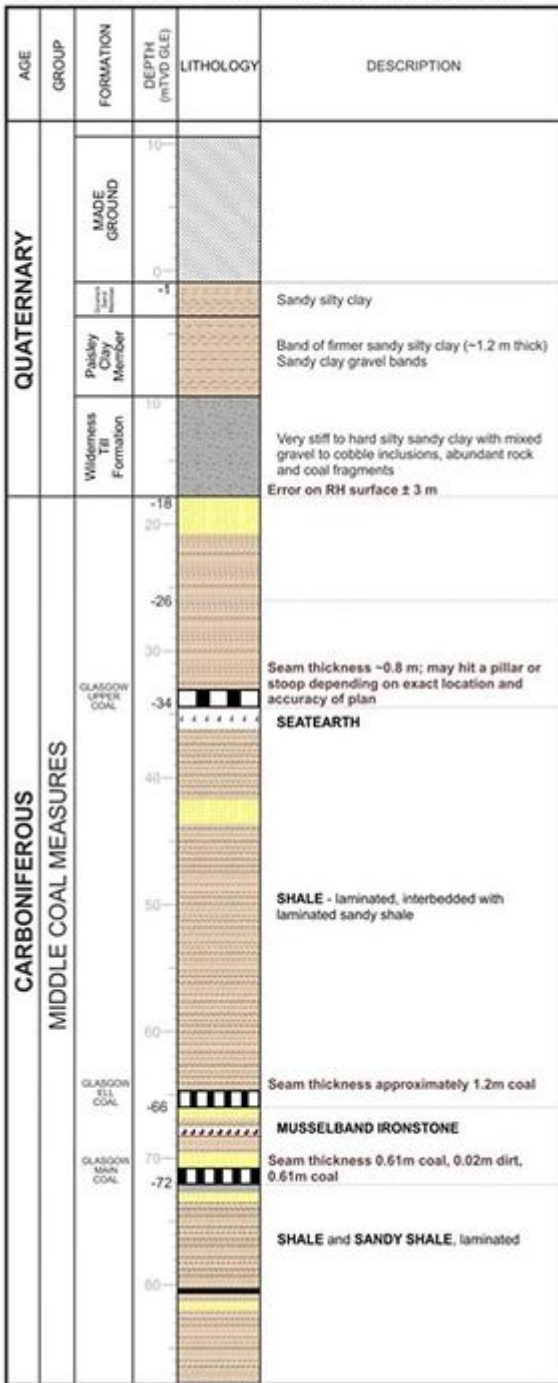 AGE
GROUP
FORMATION
DEPTH
(mTVD GLE)
LITHOLOGY
DESCRIPTION
QUATERNARY
MADE
GROUND
10
0
-1
Sandy silty clay
Paisley
Clay
Member
Band of firmer sandy silty clay (~1.2 m thick)
Sandy clay gravel bands
10
Wilderness
Till
Formation
Very stiff to hard silty sandy clay with mixed
gravel to cobble inclusions, abundant rock
and coal fragments
Error on RH surface ± 3 m
CARBONIFEROUS
MIDDLE COAL MEASURES
-18
20
-26
30
GLASGOW
UPPER
COAL
-34
Seam thickness ~0.8 m; may hit a pillar or
stoop depending on exact location and
accuracy of plan
SEATEARTH
40
50
SHALE - laminated, interbedded with
laminated sandy shale
60
GLASGOW
ELL
COAL
-66
Seam thickness approximately 1.2m coal
MUSSELBAND IRONSTONE
GLASGOW
MAIN
COAL
70
-72
Seam thickness 0.61m coal, 0.02m dirt,
0.61m coal
SHALE and SANDY SHALE, laminated
80